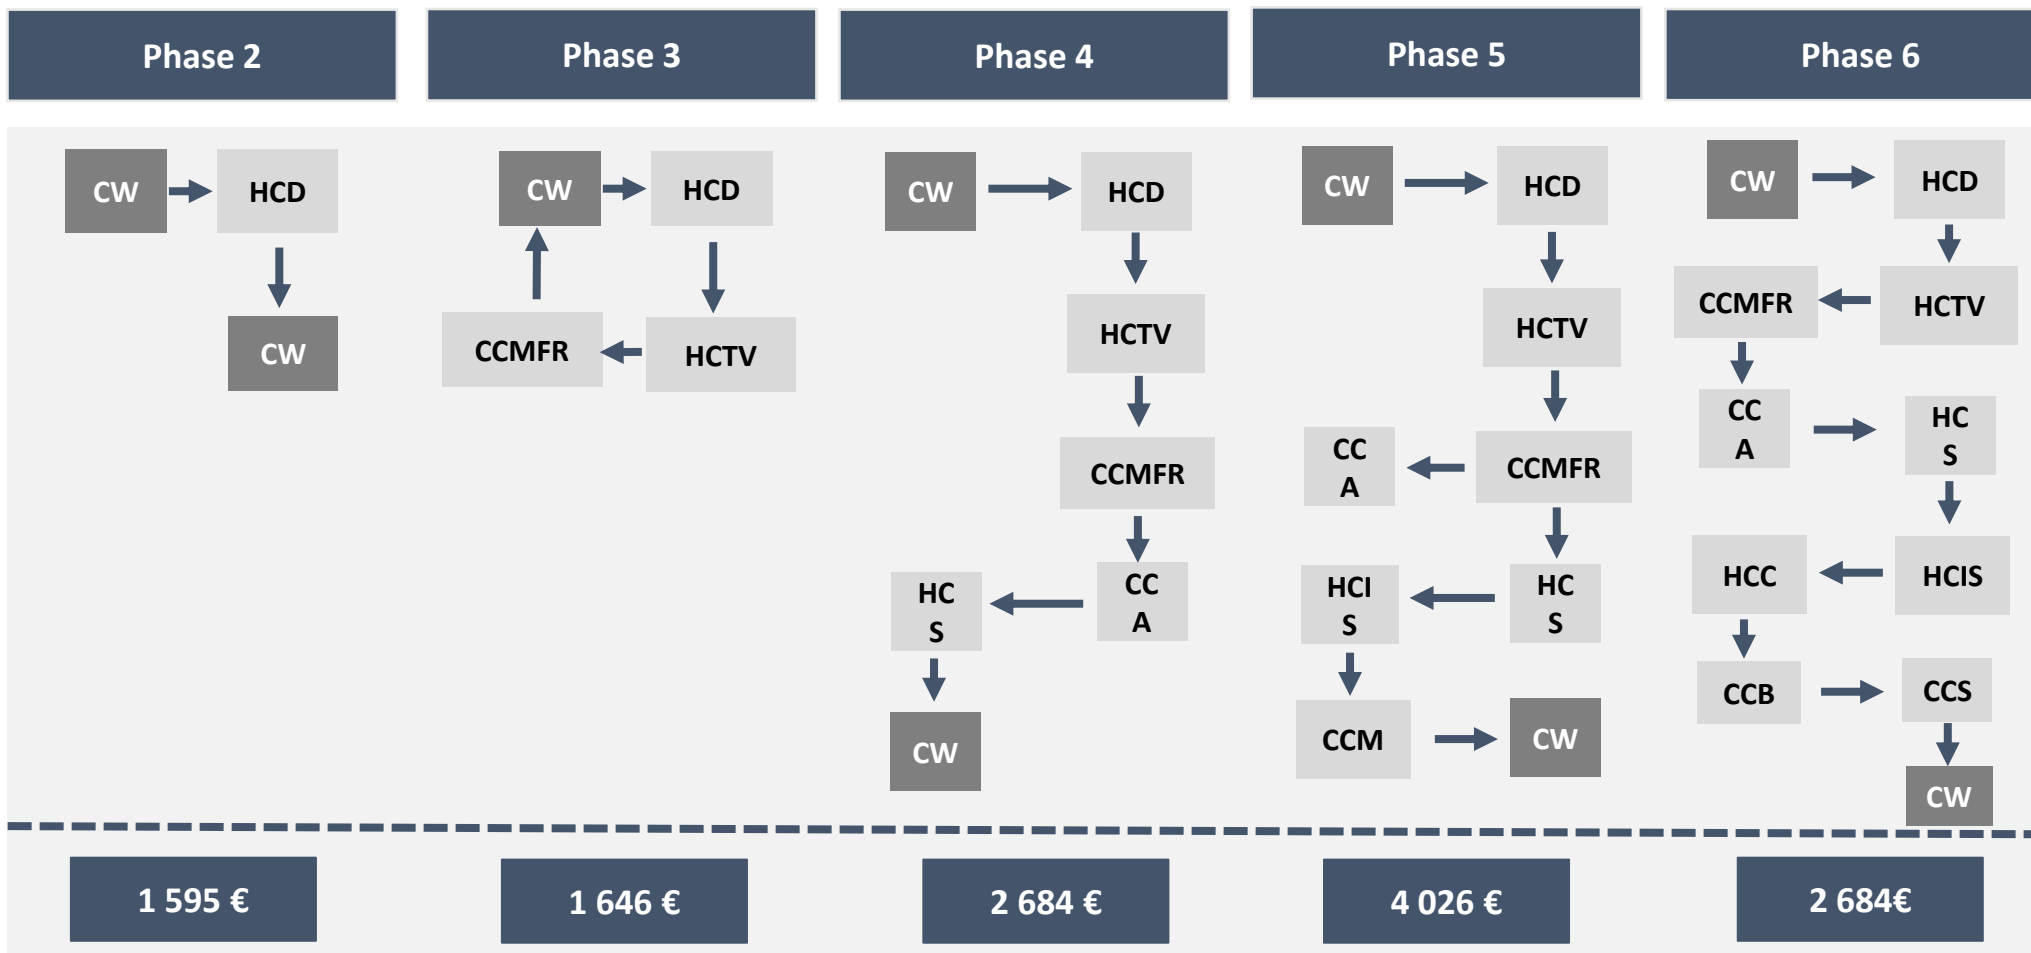 Phase 2
Phase 3
Phase 4
Phase 5
Phase 6
CW
HCD
CW
CW
HCD
CCMFR
HCTV
CW
HCD
HCTV
CCMFR
HC
S
CC
A
CW
CW
HCD
HCTV
CC
A
CCMFR
HCI
S
HC
S
CCM
CW
CW
HCD
CCMFR
HCTV
CC
A
HC
S
HCC
HCIS
CCB
CCS
CW
1 595 €
1 646 €
2 684 €
4 026 €
2 684€